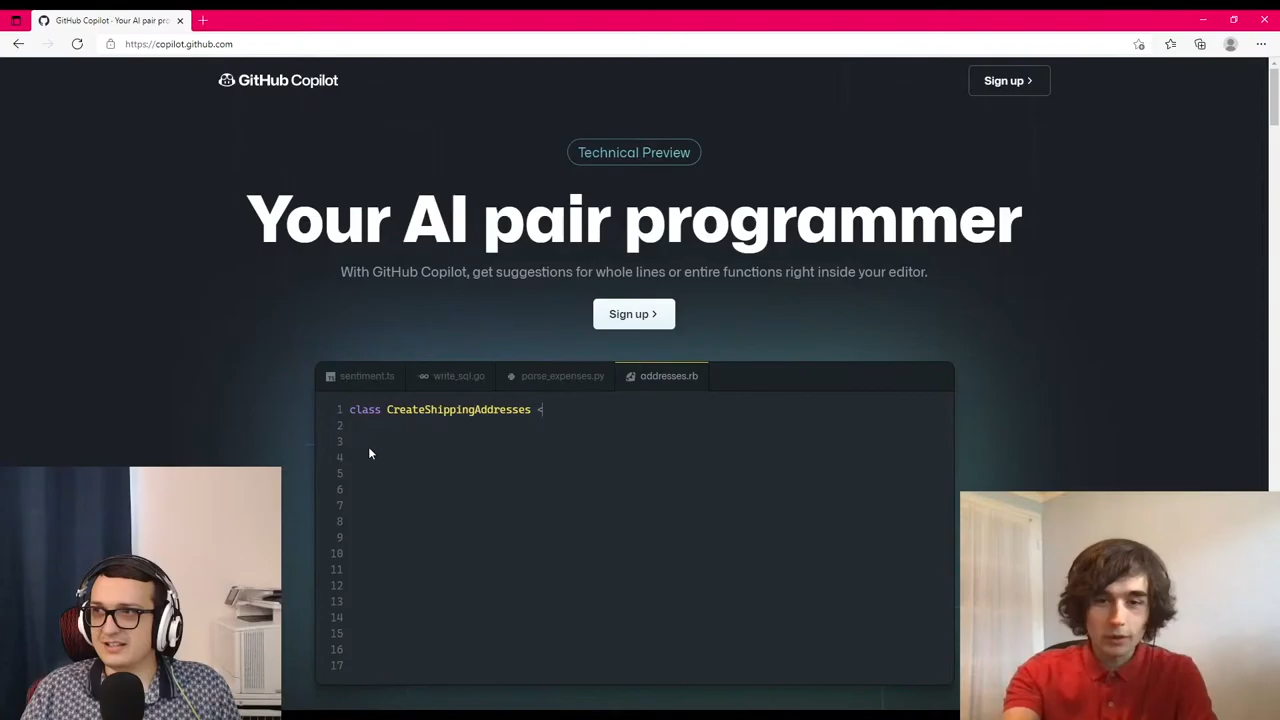 GitHub Copilot - Your AI pair pro
https://copilot.github.com
GitHub Copilot
Sign up >
Technical Preview
Your AI pair programmer
With GitHub Copilot, get suggestions for whole lines or entire functions right inside your editor.
Sign up >
sentiment.ts write_sql.go parse_expenses.py addresses.rb
1 class CreateShippingAddresses <
2
3
4
5
6
7
8
9
10
11
12
13
14
15
16
17